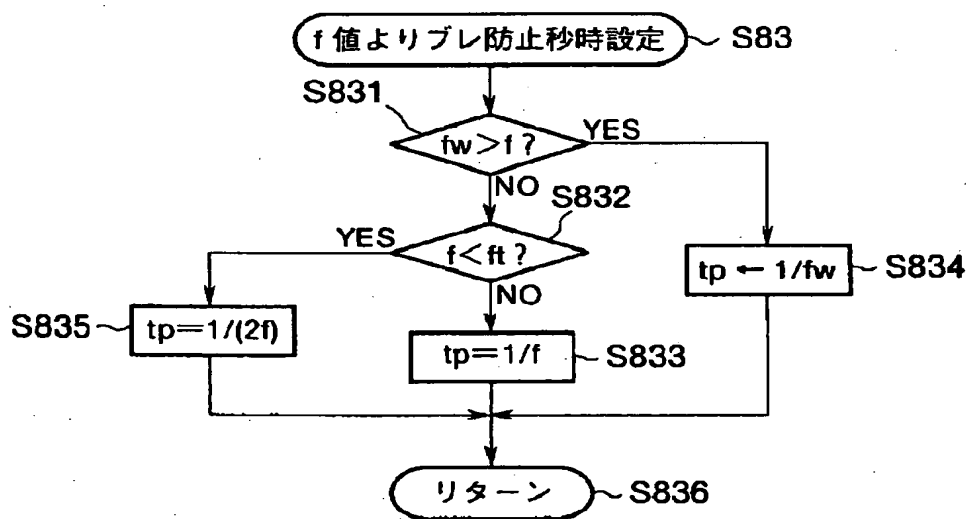 f値よりブレ防止秒時設定 S83
S831
fw>f?
YES
NO
S832
YES
f<ft?
NO
tp ← 1/fw S834
S835 tp=1/(2f)
tp=1/f S833
リターン S836